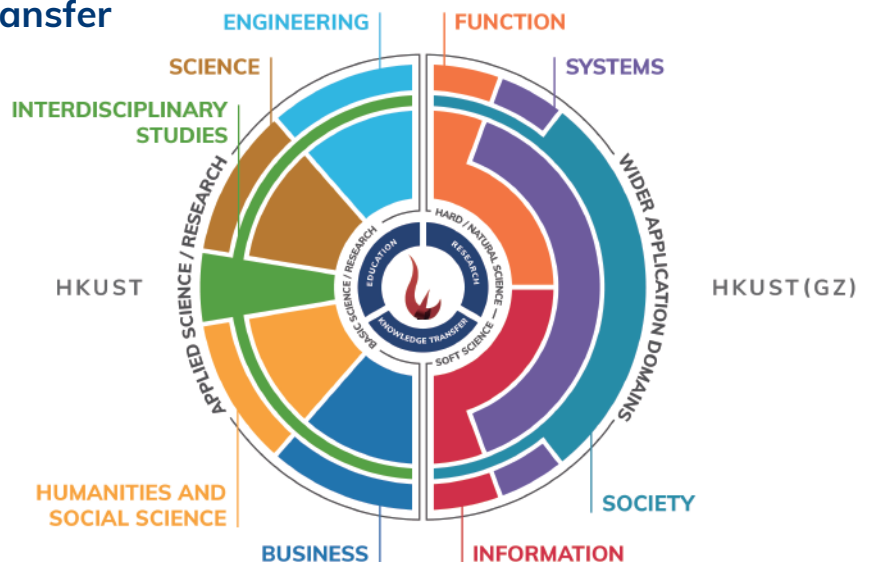 ansfer
ENGINEERING
FUNCTION
SCIENCE
SYSTEMS
INTERDISCIPLINARY
STUDIES
APPLIED SCIENCE / RESEARCH
WIDER APPLICATION DOMAINS
BASIC SCIENCE / RESEARCH
HARD / NATURAL SCIENCE
EDUCATION
RESEARCH
HKUST
HKUST(GZ)
KNOWLEDGE TRANSFER
SOFT SCIENCE
HUMANITIES AND
SOCIAL SCIENCE
SOCIETY
BUSINESS
INFORMATION